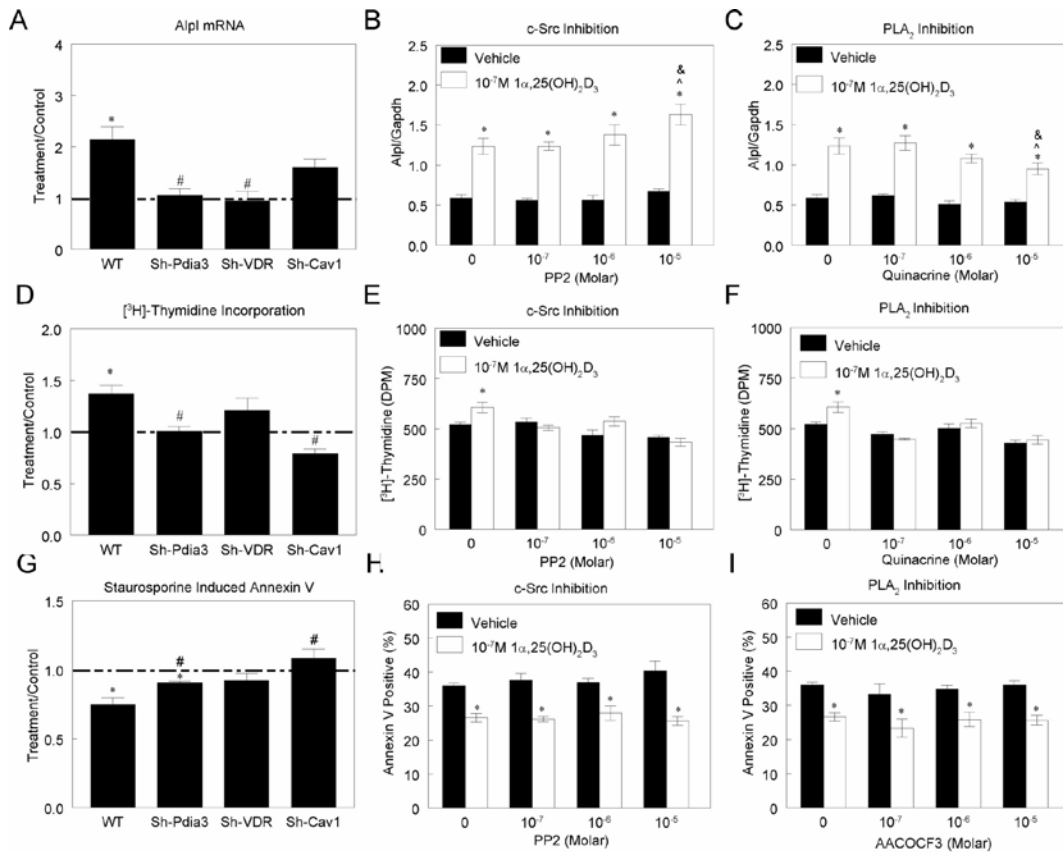 A
Alpl mRNA
Treatment/Control
4
3
2
1
0
*
#
#
WT
Sh-Pdia3
Sh-VDR
Sh-Cav1
B
c-Src Inhibition
Vehicle
10⁻⁷M 1α,25(OH)₂D₃
Alpl/Gapdh
2.5
2.0
1.5
1.0
0.5
0.0
*
*
*
&
^
*
0
10⁻⁷
10⁻⁶
10⁻⁵
PP2 (Molar)
C
PLA₂ Inhibition
Vehicle
10⁻⁷M 1α,25(OH)₂D₃
Alpl/Gapdh
2.5
2.0
1.5
1.0
0.5
0.0
*
*
*
&
^
*
0
10⁻⁷
10⁻⁶
10⁻⁵
Quinacrine (Molar)
D
[³H]-Thymidine Incorporation
Treatment/Control
2.0
1.5
1.0
0.5
0.0
*
#
#
WT
Sh-Pdia3
Sh-VDR
Sh-Cav1
E
c-Src Inhibition
Vehicle
10⁻⁷M 1α,25(OH)₂D₃
[³H]-Thymidine (DPM)
1000
750
500
250
0
*
0
10⁻⁷
10⁻⁶
10⁻⁵
PP2 (Molar)
F
PLA₂ Inhibition
Vehicle
10⁻⁷M 1α,25(OH)₂D₃
[³H]-Thymidine (DPM)
1000
750
500
250
0
*
0
10⁻⁷
10⁻⁶
10⁻⁵
Quinacrine (Molar)
G
Staurosporine Induced Annexin V
Treatment/Control
1.5
1.0
0.5
0.0
*
#
*
#
WT
Sh-Pdia3
Sh-VDR
Sh-Cav1
H.
c-Src Inhibition
Vehicle
10⁻⁷M 1α,25(OH)₂D₃
Annexin V Positive (%)
60
50
40
30
20
10
0
*
*
*
*
0
10⁻⁷
10⁻⁶
10⁻⁵
PP2 (Molar)
I
PLA₂ Inhibition
Vehicle
10⁻⁷M 1α,25(OH)₂D₃
Annexin V Positive (%)
60
50
40
30
20
10
0
*
*
*
*
0
10⁻⁷
10⁻⁶
10⁻⁵
AACOCF3 (Molar)